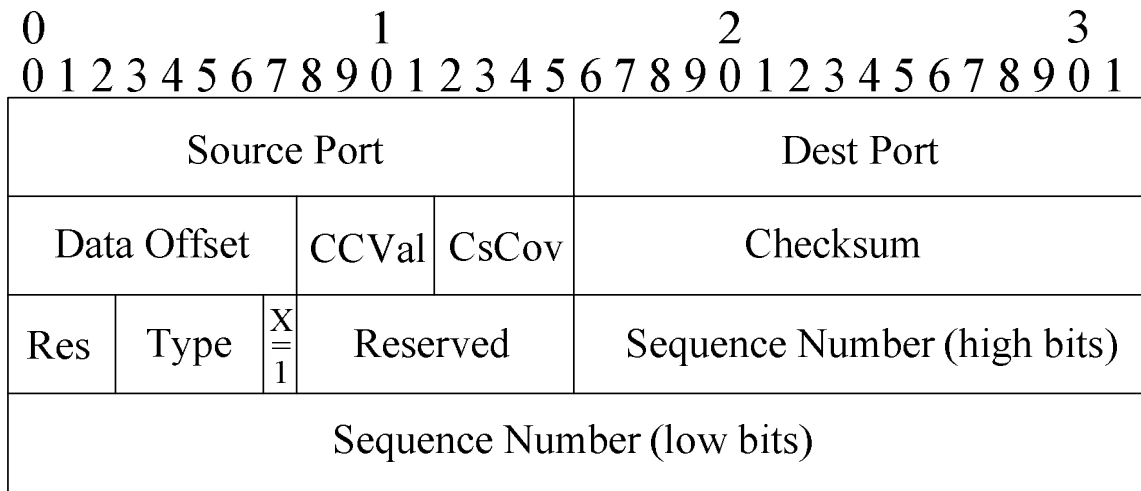 0 1 2 3
0 1 2 3 4 5 6 7 8 9 0 1 2 3 4 5 6 7 8 9 0 1 2 3 4 5 6 7 8 9 0 1
Source Port Dest Port
Data Offset CCVal CsCov Checksum
Res Type X = 1 Reserved Sequence Number (high bits)
Sequence Number (low bits)